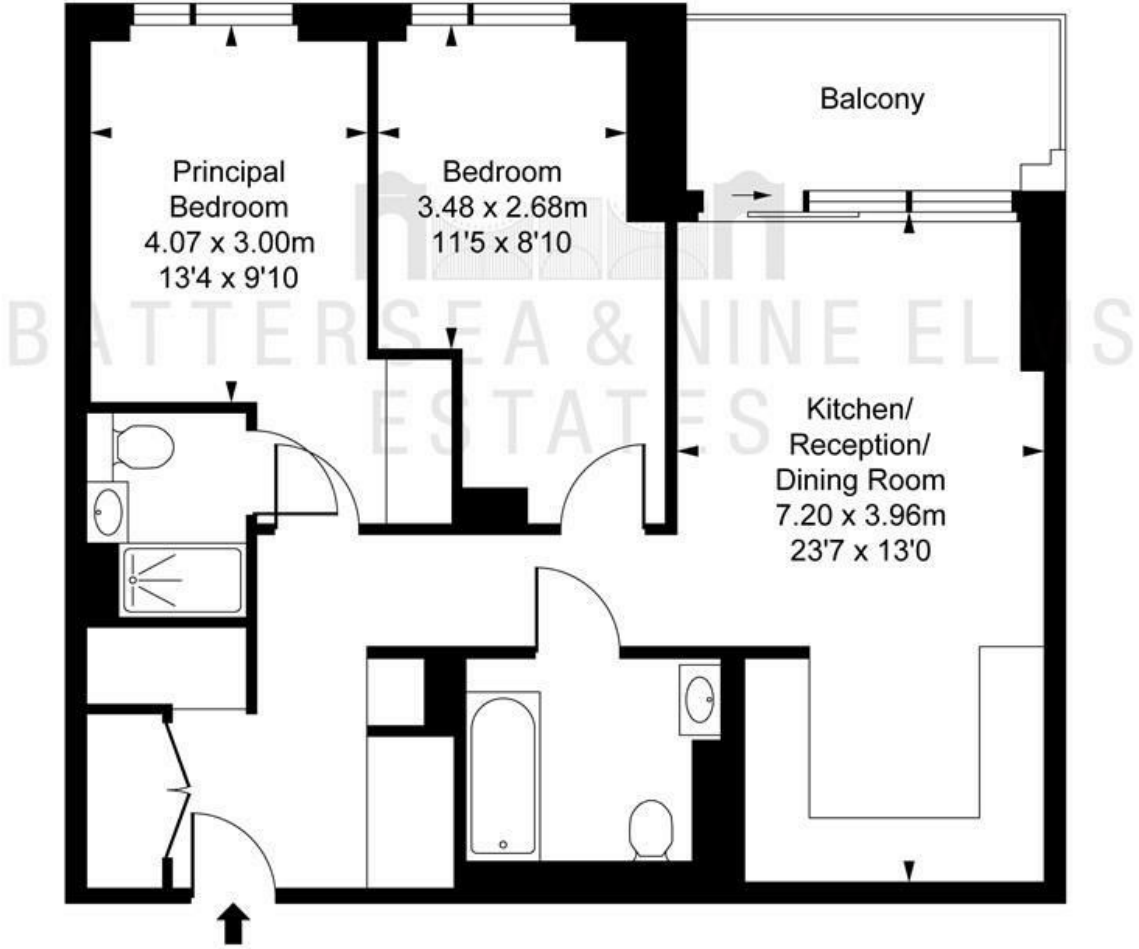 Balcony
Principal
Bedroom
4.07 x 3.00m
13'4 x 9'10
Bedroom
3.48 x 2.68m
11'5 x 8'10
BATTERSEA & NINE ELMS
ESTATES
Kitchen/
Reception/
Dining Room
7.20 x 3.96m
23'7 x 13'0